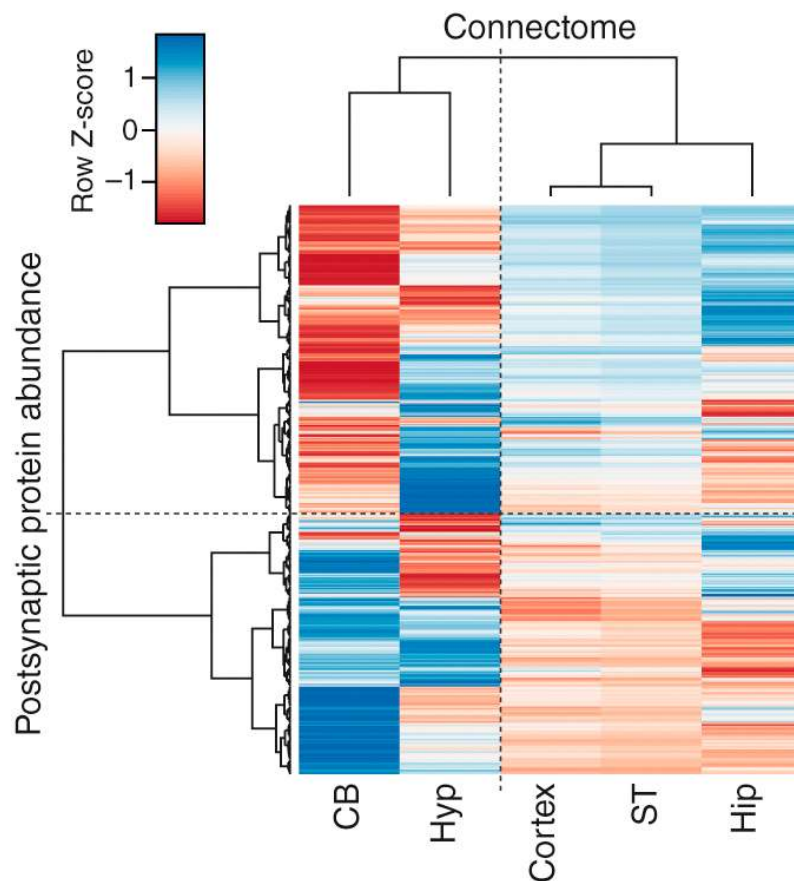 Connectome
Row Z-score
1
0
−1
Postsynaptic protein abundance
CB
Hyp
Cortex
ST
Hip